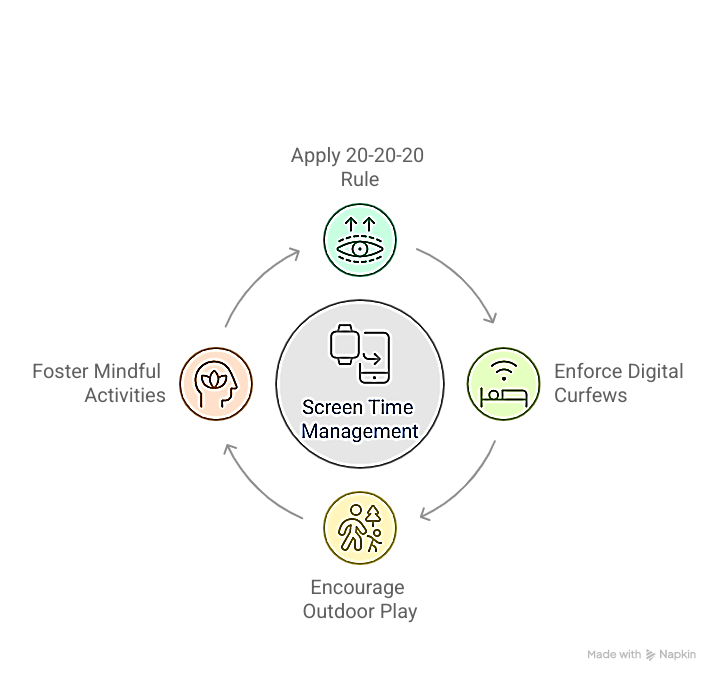 Apply 20-20-20
Rule
Foster Mindful
Activities
Screen Time
Management
Enforce Digital
Curfews
Encourage
Outdoor Play
Made with Napkin